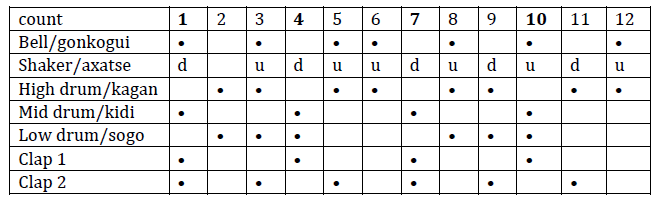 count 1 2 3 4 5 6 7 8 9 10 11 12
Bell/gonkogui • • • • • • •
Shaker/axatse d u d u u d u d u d u
High drum/kagan • • • • • • • •
Mid drum/kidi • • • •
Low drum/sogo • • • • • •
Clap 1 • • • •
Clap 2 • • • • • •